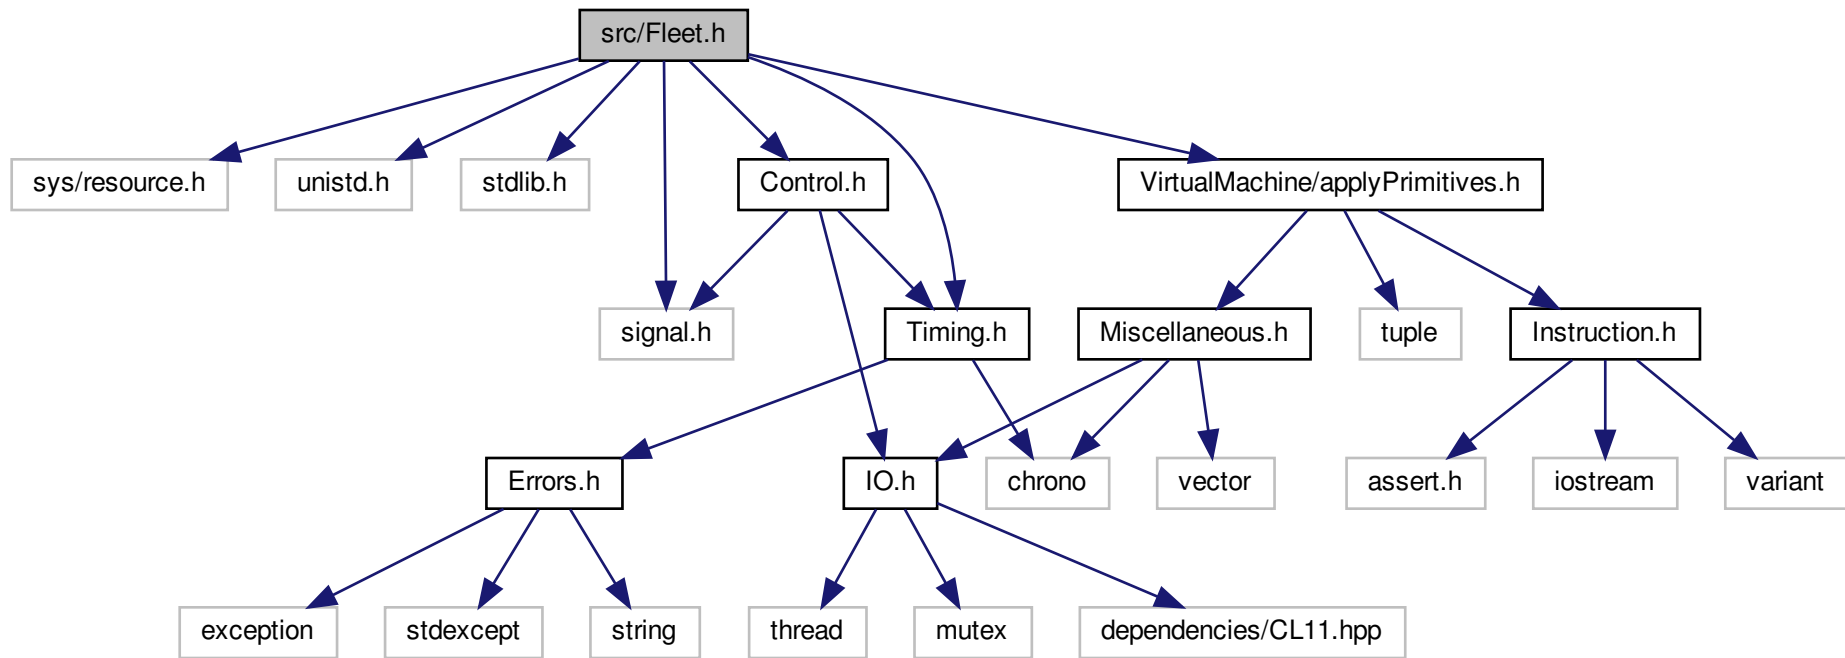 src/Fleet.h
sys/resource.h
unistd.h
stdlib.h
Control.h
VirtualMachine/applyPrimitives.h
signal.h
Timing.h
Miscellaneous.h
tuple
Instruction.h
Errors.h
IO.h
chrono
vector
assert.h
iostream
variant
exception
stdexcept
string
thread
mutex
dependencies/CL11.hpp